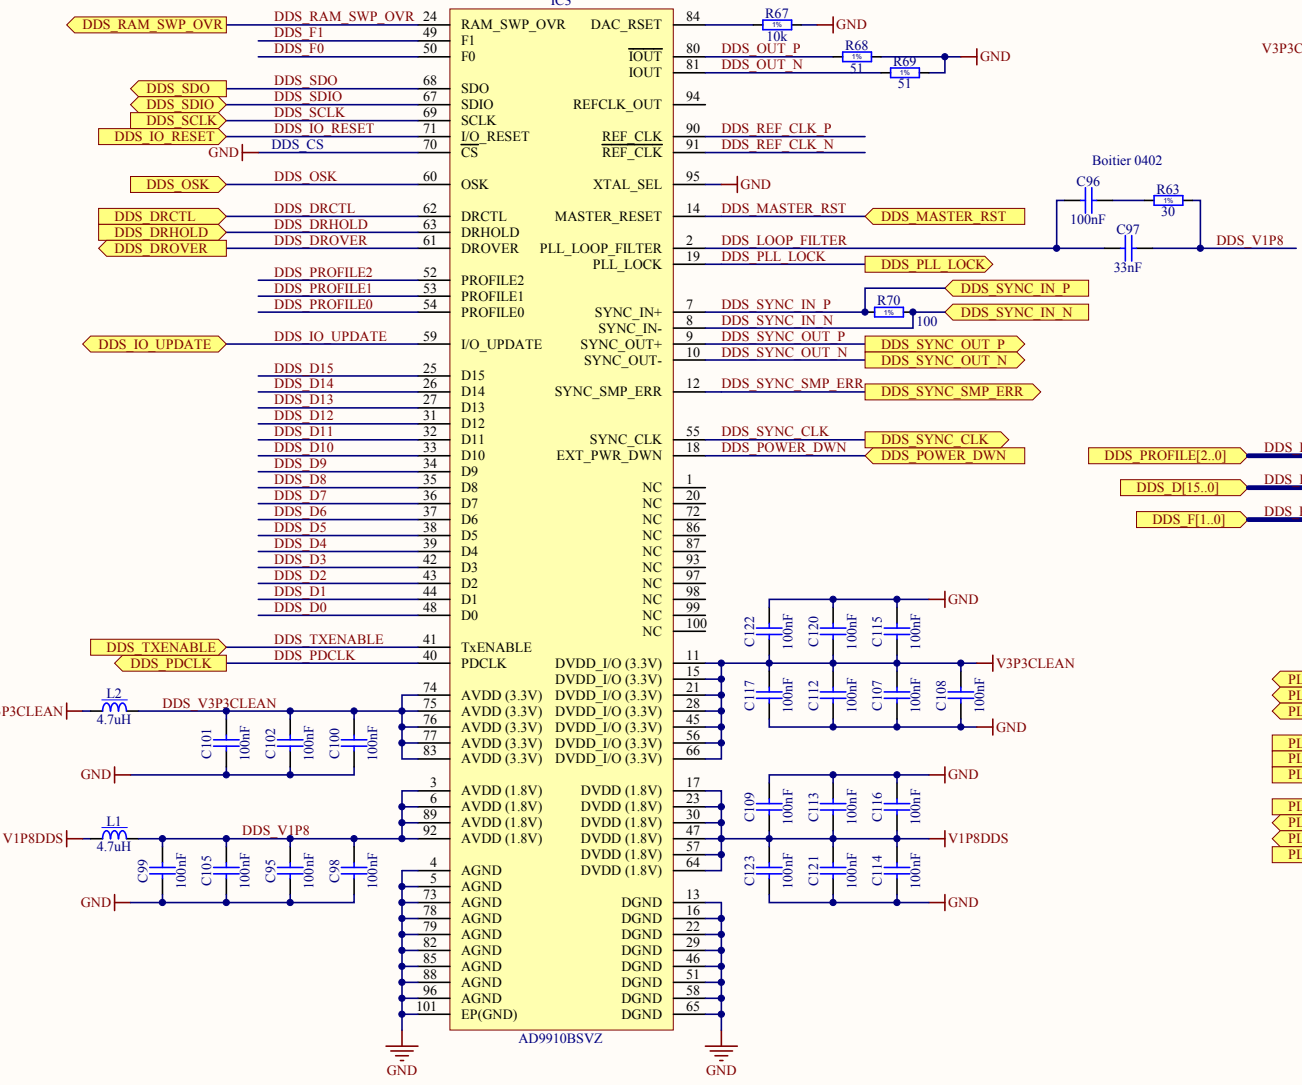 IC3
DDS_RAM_SWP_OVR DDS_RAM_SWP_OVR 24 RAM_SWP_OVR DAC_RSET 84 R67 1% 10k GND
DDS_F1 49 F1
DDS_F0 50 F0 IOUT 80 DDS_OUT_P R68 1% 51 GND
IOUT 81 DDS_OUT_N R69 1% 51
V3P3C
DDS_SDO DDS_SDO 68 SDO
DDS_SDIO DDS_SDIO 67 SDIO REFCLK_OUT 94
DDS_SCLK DDS_SCLK 69 SCLK
DDS_IO_RESET DDS_IO_RESET 71 I/O_RESET REF_CLK 90 DDS_REF_CLK_P
GND DDS_CS 70 CS REF_CLK 91 DDS_REF_CLK_N
Boitier 0402
DDS_OSK DDS_OSK 60 OSK XTAL_SEL 95 GND
C96 100nF R63 1% 30
DDS_DRCTL DDS_DRCTL 62 DRCTL MASTER_RESET 14 DDS_MASTER_RST DDS_MASTER_RST
DDS_DRHOLD DDS_DRHOLD 63 DRHOLD
DDS_DROVER DDS_DROVER 61 DROVER PLL_LOOP_FILTER 2 DDS_LOOP_FILTER C97 33nF DDS_V1P8
PLL_LOCK 19 DDS_PLL_LOCK DDS_PLL_LOCK
DDS_PROFILE2 52 PROFILE2
DDS_PROFILE1 53 PROFILE1 DDS_SYNC_IN_P
DDS_PROFILE0 54 PROFILE0 SYNC_IN+ 7 DDS_SYNC_IN_P R70 1% 100 DDS_SYNC_IN_N
SYNC_IN- 8 DDS_SYNC_IN_N
DDS_IO_UPDATE DDS_IO_UPDATE 59 I/O_UPDATE SYNC_OUT+ 9 DDS_SYNC_OUT_P DDS_SYNC_OUT_P
SYNC_OUT- 10 DDS_SYNC_OUT_N DDS_SYNC_OUT_N
DDS_D15 25 D15
DDS_D14 26 D14 SYNC_SMP_ERR 12 DDS_SYNC_SMP_ERR DDS_SYNC_SMP_ERR
DDS_D13 27 D13
DDS_D12 31 D12
DDS_D11 32 D11 SYNC_CLK 55 DDS_SYNC_CLK DDS_SYNC_CLK
DDS_D10 33 D10 EXT_PWR_DWN 18 DDS_POWER_DWN DDS_POWER_DWN DDS_PROFILE[2..0]
DDS_D9 34 D9
DDS_D8 35 D8 NC 1 DDS_D[15..0]
DDS_D7 36 D7 NC 20
DDS_D6 37 D6 NC 72 DDS_F[1..0]
DDS_D5 38 D5 NC 86
DDS_D4 39 D4 NC 87
DDS_D3 42 D3 NC 93
DDS_D2 43 D2 NC 97
DDS_D1 44 D1 NC 98
DDS_D0 48 D0 NC 99
NC 100
C122 100nF C120 100nF C115 100nF GND
DDS_TXENABLE DDS_TXENABLE 41 TxENABLE
DDS_PDCLK DDS_PDCLK 40 PDCLK DVDD_I/O (3.3V) 11 V3P3CLEAN
DVDD_I/O (3.3V) 15
74 AVDD (3.3V) DVDD_I/O (3.3V) 21
P3CLEAN L2 4.7uH DDS_V3P3CLEAN 75 AVDD (3.3V) DVDD_I/O (3.3V) 28
76 AVDD (3.3V) DVDD_I/O (3.3V) 45
77 AVDD (3.3V) DVDD_I/O (3.3V) 56
83 AVDD (3.3V) DVDD_I/O (3.3V) 66
C117 100nF C112 100nF C107 100nF C108 100nF GND
C101 100nF C102 100nF C100 100nF
GND
3 AVDD (1.8V) DVDD (1.8V) 17
6 AVDD (1.8V) DVDD (1.8V) 23
89 AVDD (1.8V) DVDD (1.8V) 30
V1P8DDS L1 4.7uH DDS_V1P8 92 AVDD (1.8V) DVDD (1.8V) 47 V1P8DDS
DVDD (1.8V) 57
4 AGND DVDD (1.8V) 64
C109 100nF C113 100nF C116 100nF GND
C123 100nF C121 100nF C114 100nF GND
C99 100nF C105 100nF C95 100nF C98 100nF
GND
5 AGND
73 AGND DGND 13
78 AGND DGND 16
79 AGND DGND 22
82 AGND DGND 29
85 AGND DGND 46
88 AGND DGND 51
96 AGND DGND 58
101 EP(GND) DGND 65
AD9910BSVZ
GND GND
DDS_
DDS_
DDS_
PL
PL
PL
PL
PL
PL
PL
PL
PL
PL